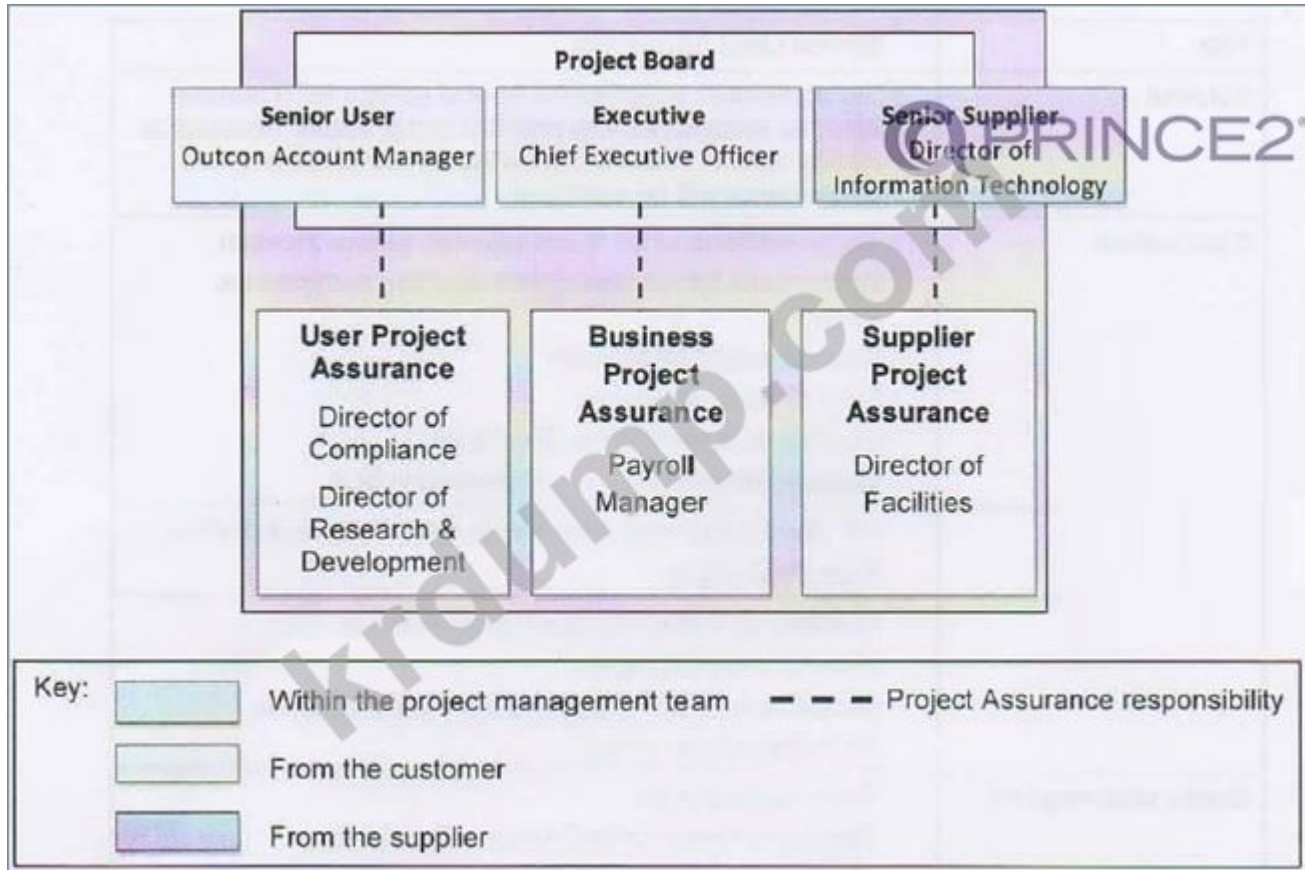 Project Board
Senior User
Outcon Account Manager
Executive
Chief Executive Officer
Senior Supplier
Director of
Information Technology
PRINCE2
User Project
Assurance
Director of
Compliance
Director of
Research &
Development
Business
Project
Assurance
Payroll
Manager
Supplier
Project
Assurance
Director of
Facilities
krdump.com
Key:
Within the project management team
Project Assurance responsibility
From the customer
From the supplier